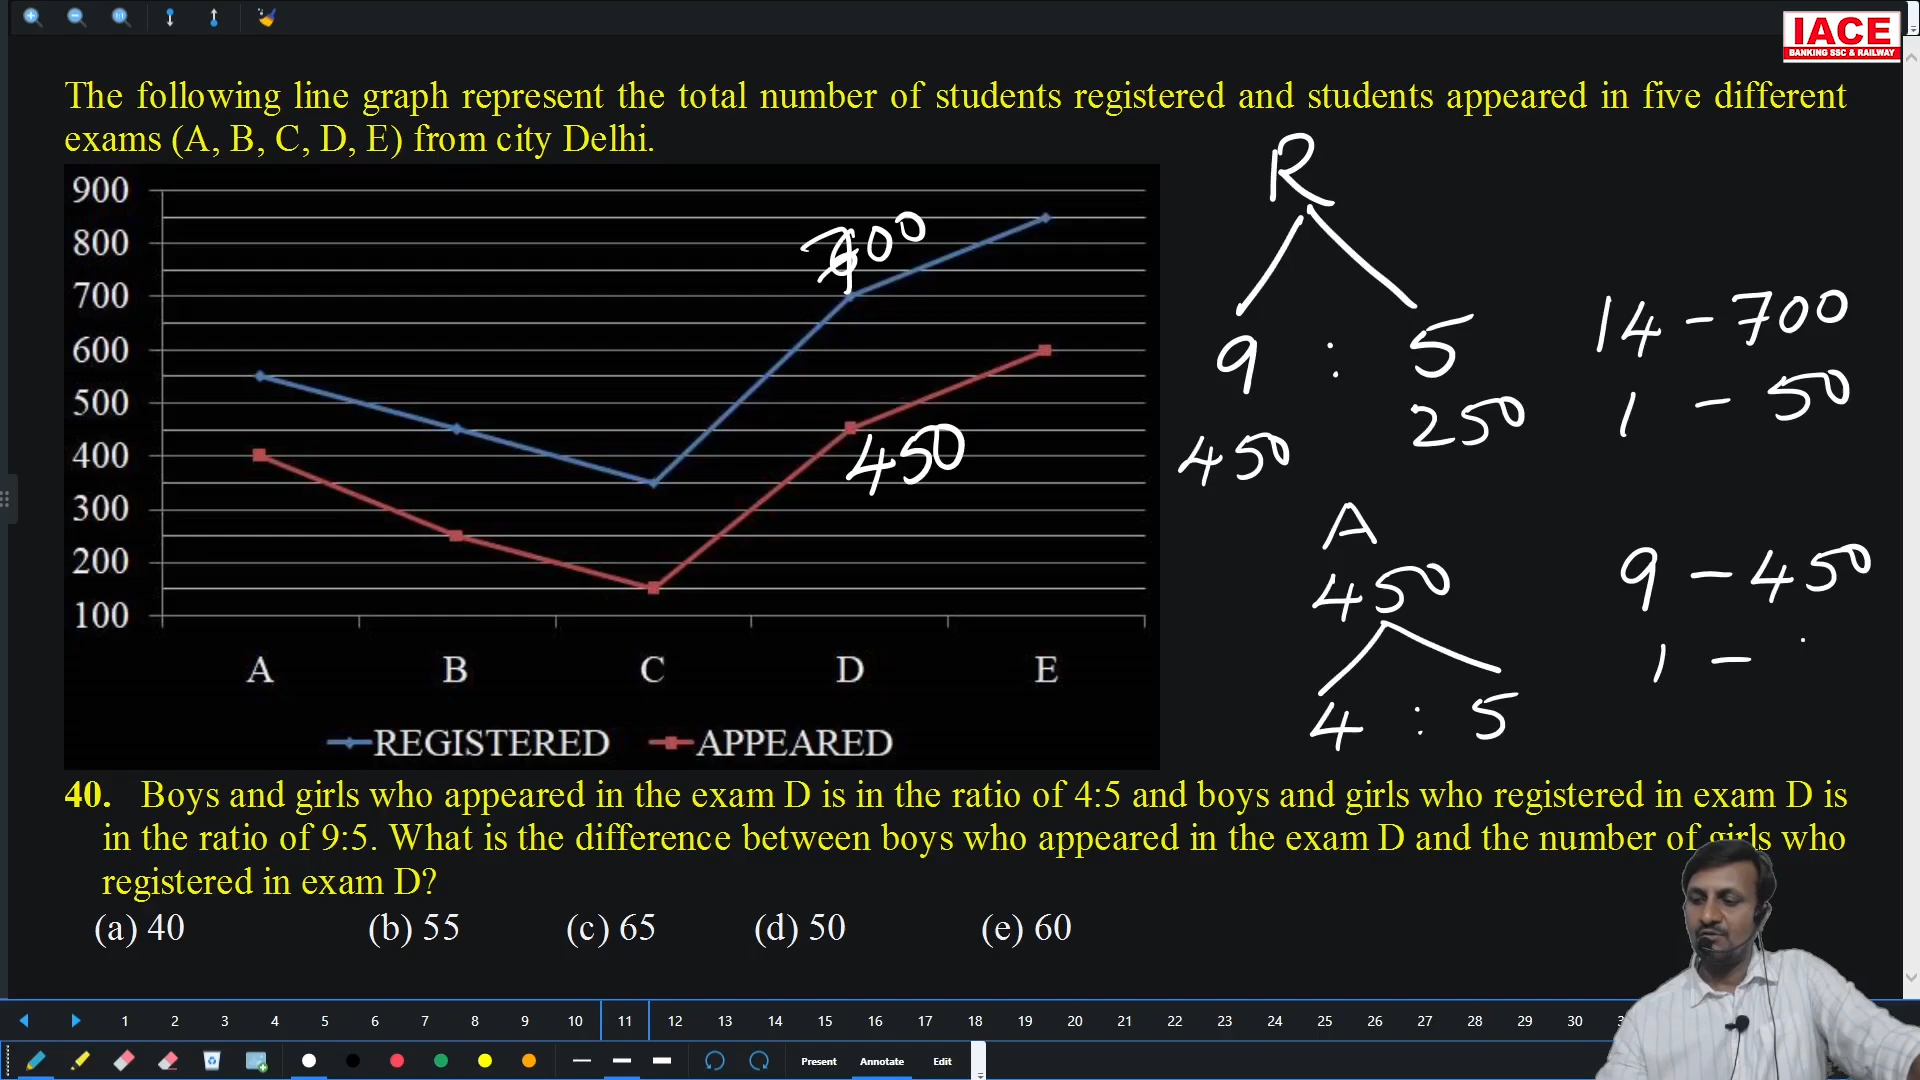 IACE
BANKING SSC & RAILWAY
The following line graph represent the total number of students registered and students appeared in five different
exams (A, B, C, D, E) from city Delhi.
900
800
700
600
500
400
300
200
100
A B C D E
REGISTERED APPEARED
700
450
R
9 : 5
450 250
14 - 700
1 - 50
A
450
4 : 5
9 - 450
1 -
40. Boys and girls who appeared in the exam D is in the ratio of 4:5 and boys and girls who registered in exam D is
in the ratio of 9:5. What is the difference between boys who appeared in the exam D and the number of girls who
registered in exam D?
(a) 40 (b) 55 (c) 65 (d) 50 (e) 60
1 2 3 4 5 6 7 8 9 10 11 12 13 14 15 16 17 18 19 20 21 22 23 24 25 26 27 28 29 30
Present Annotate Edit